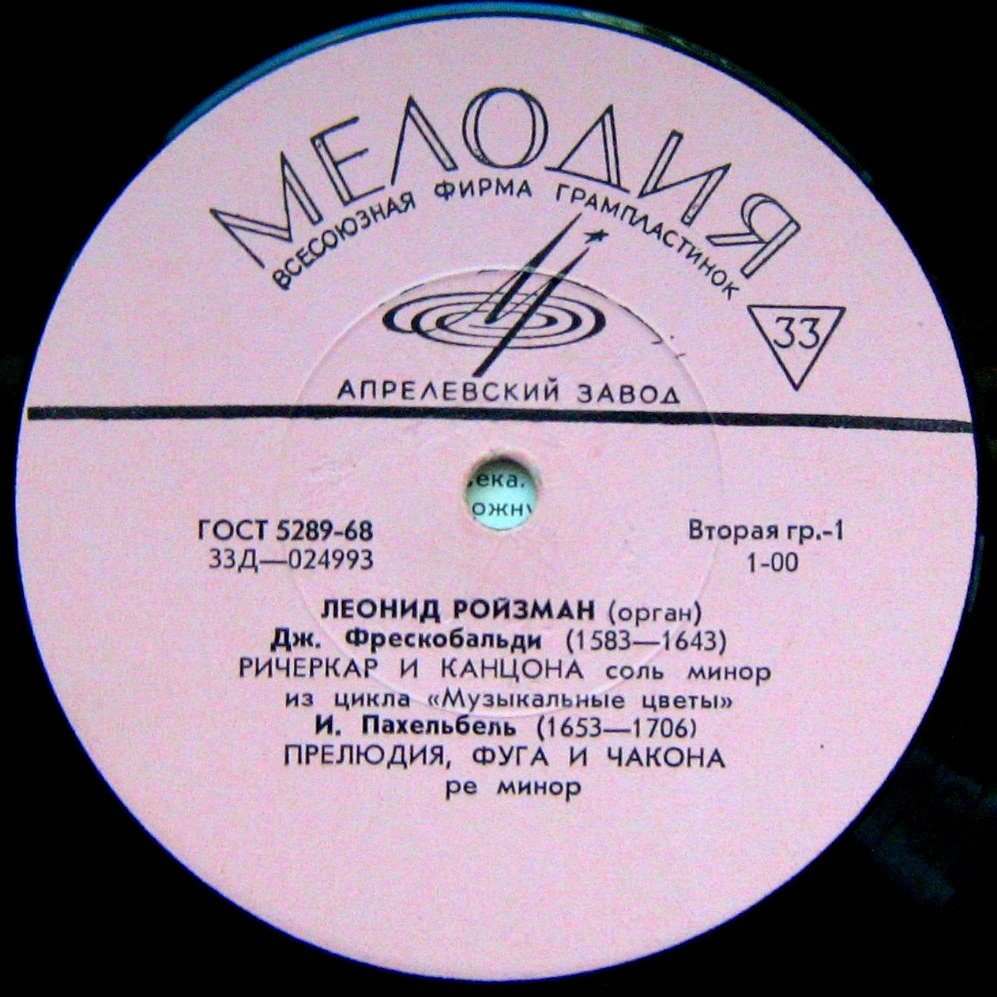 МЕЛОДИЯ
ВСЕСОЮЗНАЯ ФИРМА ГРАМПЛАСТИНОК
33
АПРЕЛЕВСКИЙ ЗАВОД
ГОСТ 5289-68
33Д—024993
Вторая гр.-1
1-00
ЛЕОНИД РОЙЗМАН (орган)
Дж. Фрескобальди (1583—1643)
РИЧЕРКАР И КАНЦОНА соль минор
из цикла «Музыкальные цветы»
И. Пахельбель (1653—1706)
ПРЕЛЮДИЯ, ФУГА И ЧАКОНА
ре минор